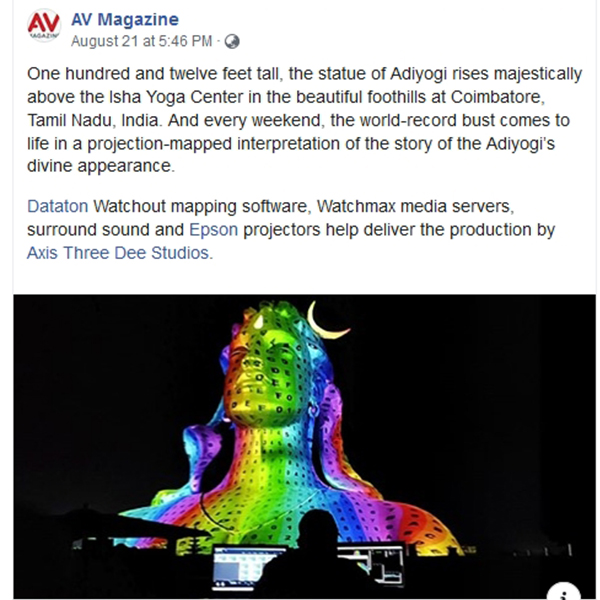 AV
MAGAZINE
AV Magazine
August 21 at 5:46 PM ·
One hundred and twelve feet tall, the statue of Adiyogi rises majestically
above the Isha Yoga Center in the beautiful foothills at Coimbatore,
Tamil Nadu, India. And every weekend, the world-record bust comes to
life in a projection-mapped interpretation of the story of the Adiyogi's
divine appearance.
Dataton Watchout mapping software, Watchmax media servers,
surround sound and Epson projectors help deliver the production by
Axis Three Dee Studios.